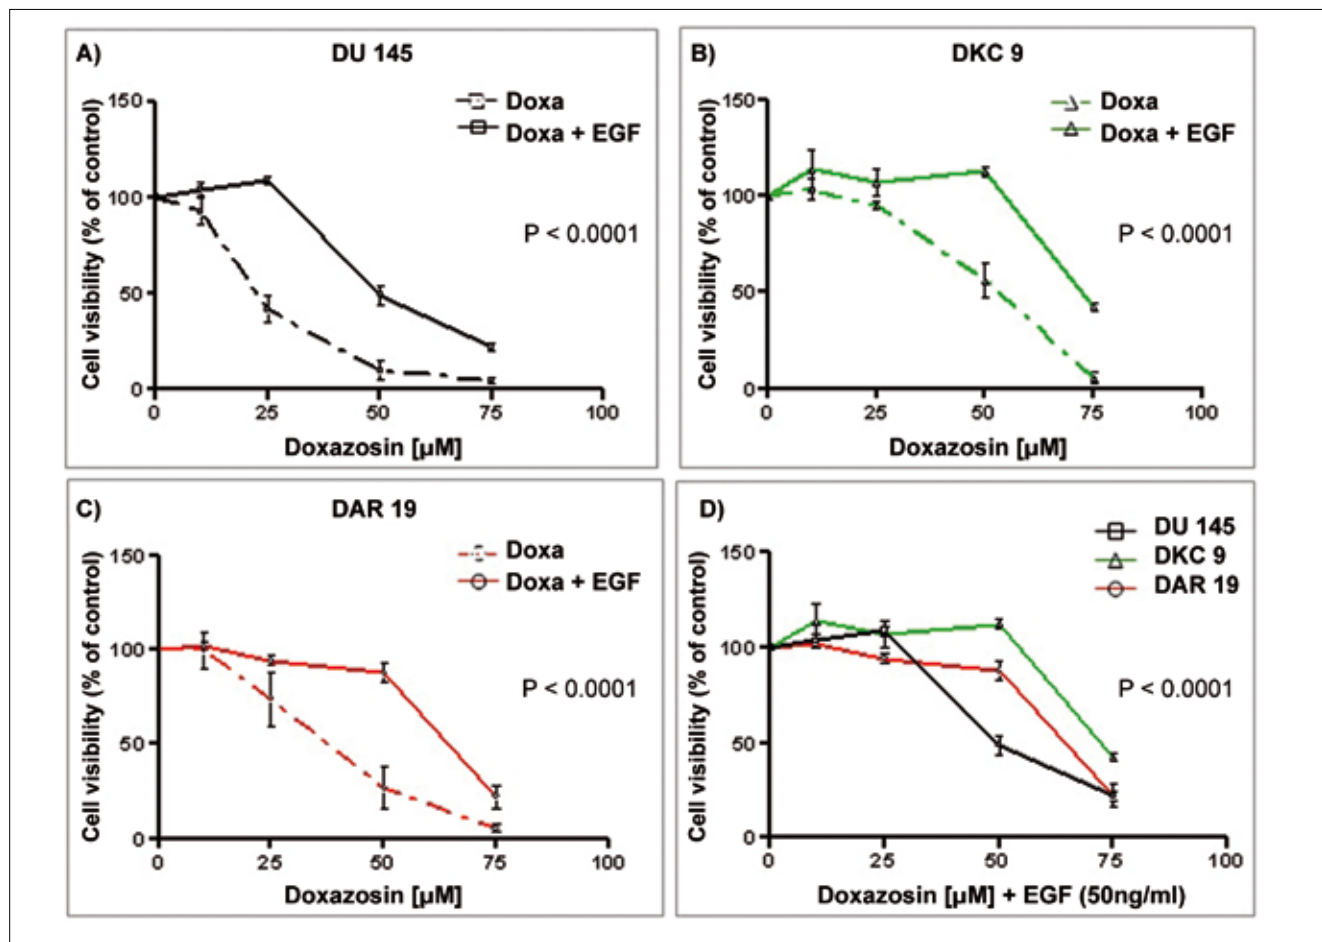 A) DU 145
Doxa
Doxa + EGF
P < 0.0001
Cell visibility (% of control)
150
100
50
0
0 25 50 75 100
Doxazosin [µM]
B) DKC 9
Doxa
Doxa + EGF
P < 0.0001
Cell visibility (% of control)
150
100
50
0
0 25 50 75 100
Doxazosin [µM]
C) DAR 19
Doxa
Doxa + EGF
P < 0.0001
Cell visibility (% of control)
150
100
50
0
0 25 50 75 100
Doxazosin [µM]
D)
DU 145
DKC 9
DAR 19
P < 0.0001
Cell visibility (% of control)
150
100
50
0
0 25 50 75 100
Doxazosin [µM] + EGF (50ng/ml)